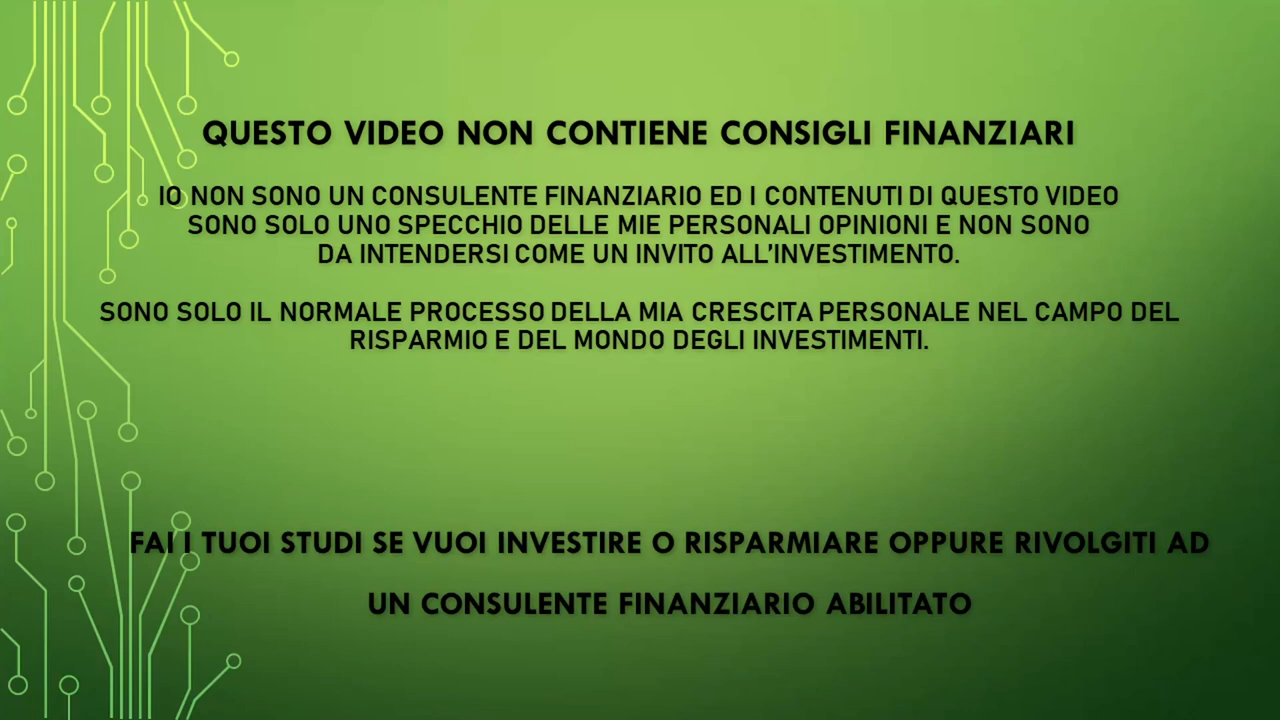 QUESTO VIDEO NON CONTIENE CONSIGLI FINANZIARI
IO NON SONO UN CONSULENTE FINANZIARIO ED I CONTENUTI DI QUESTO VIDEO
SONO SOLO UNO SPECCHIO DELLE MIE PERSONALI OPINIONI E NON SONO
DA INTENDERSI COME UN INVITO ALL'INVESTIMENTO.
SONO SOLO IL NORMALE PROCESSO DELLA MIA CRESCITA PERSONALE NEL CAMPO DEL
RISPARMIO E DEL MONDO DEGLI INVESTIMENTI.
FAI I TUOI STUDI SE VUOI INVESTIRE O RISPARMIARE OPPURE RIVOLGITI AD
UN CONSULENTE FINANZIARIO ABILITATO